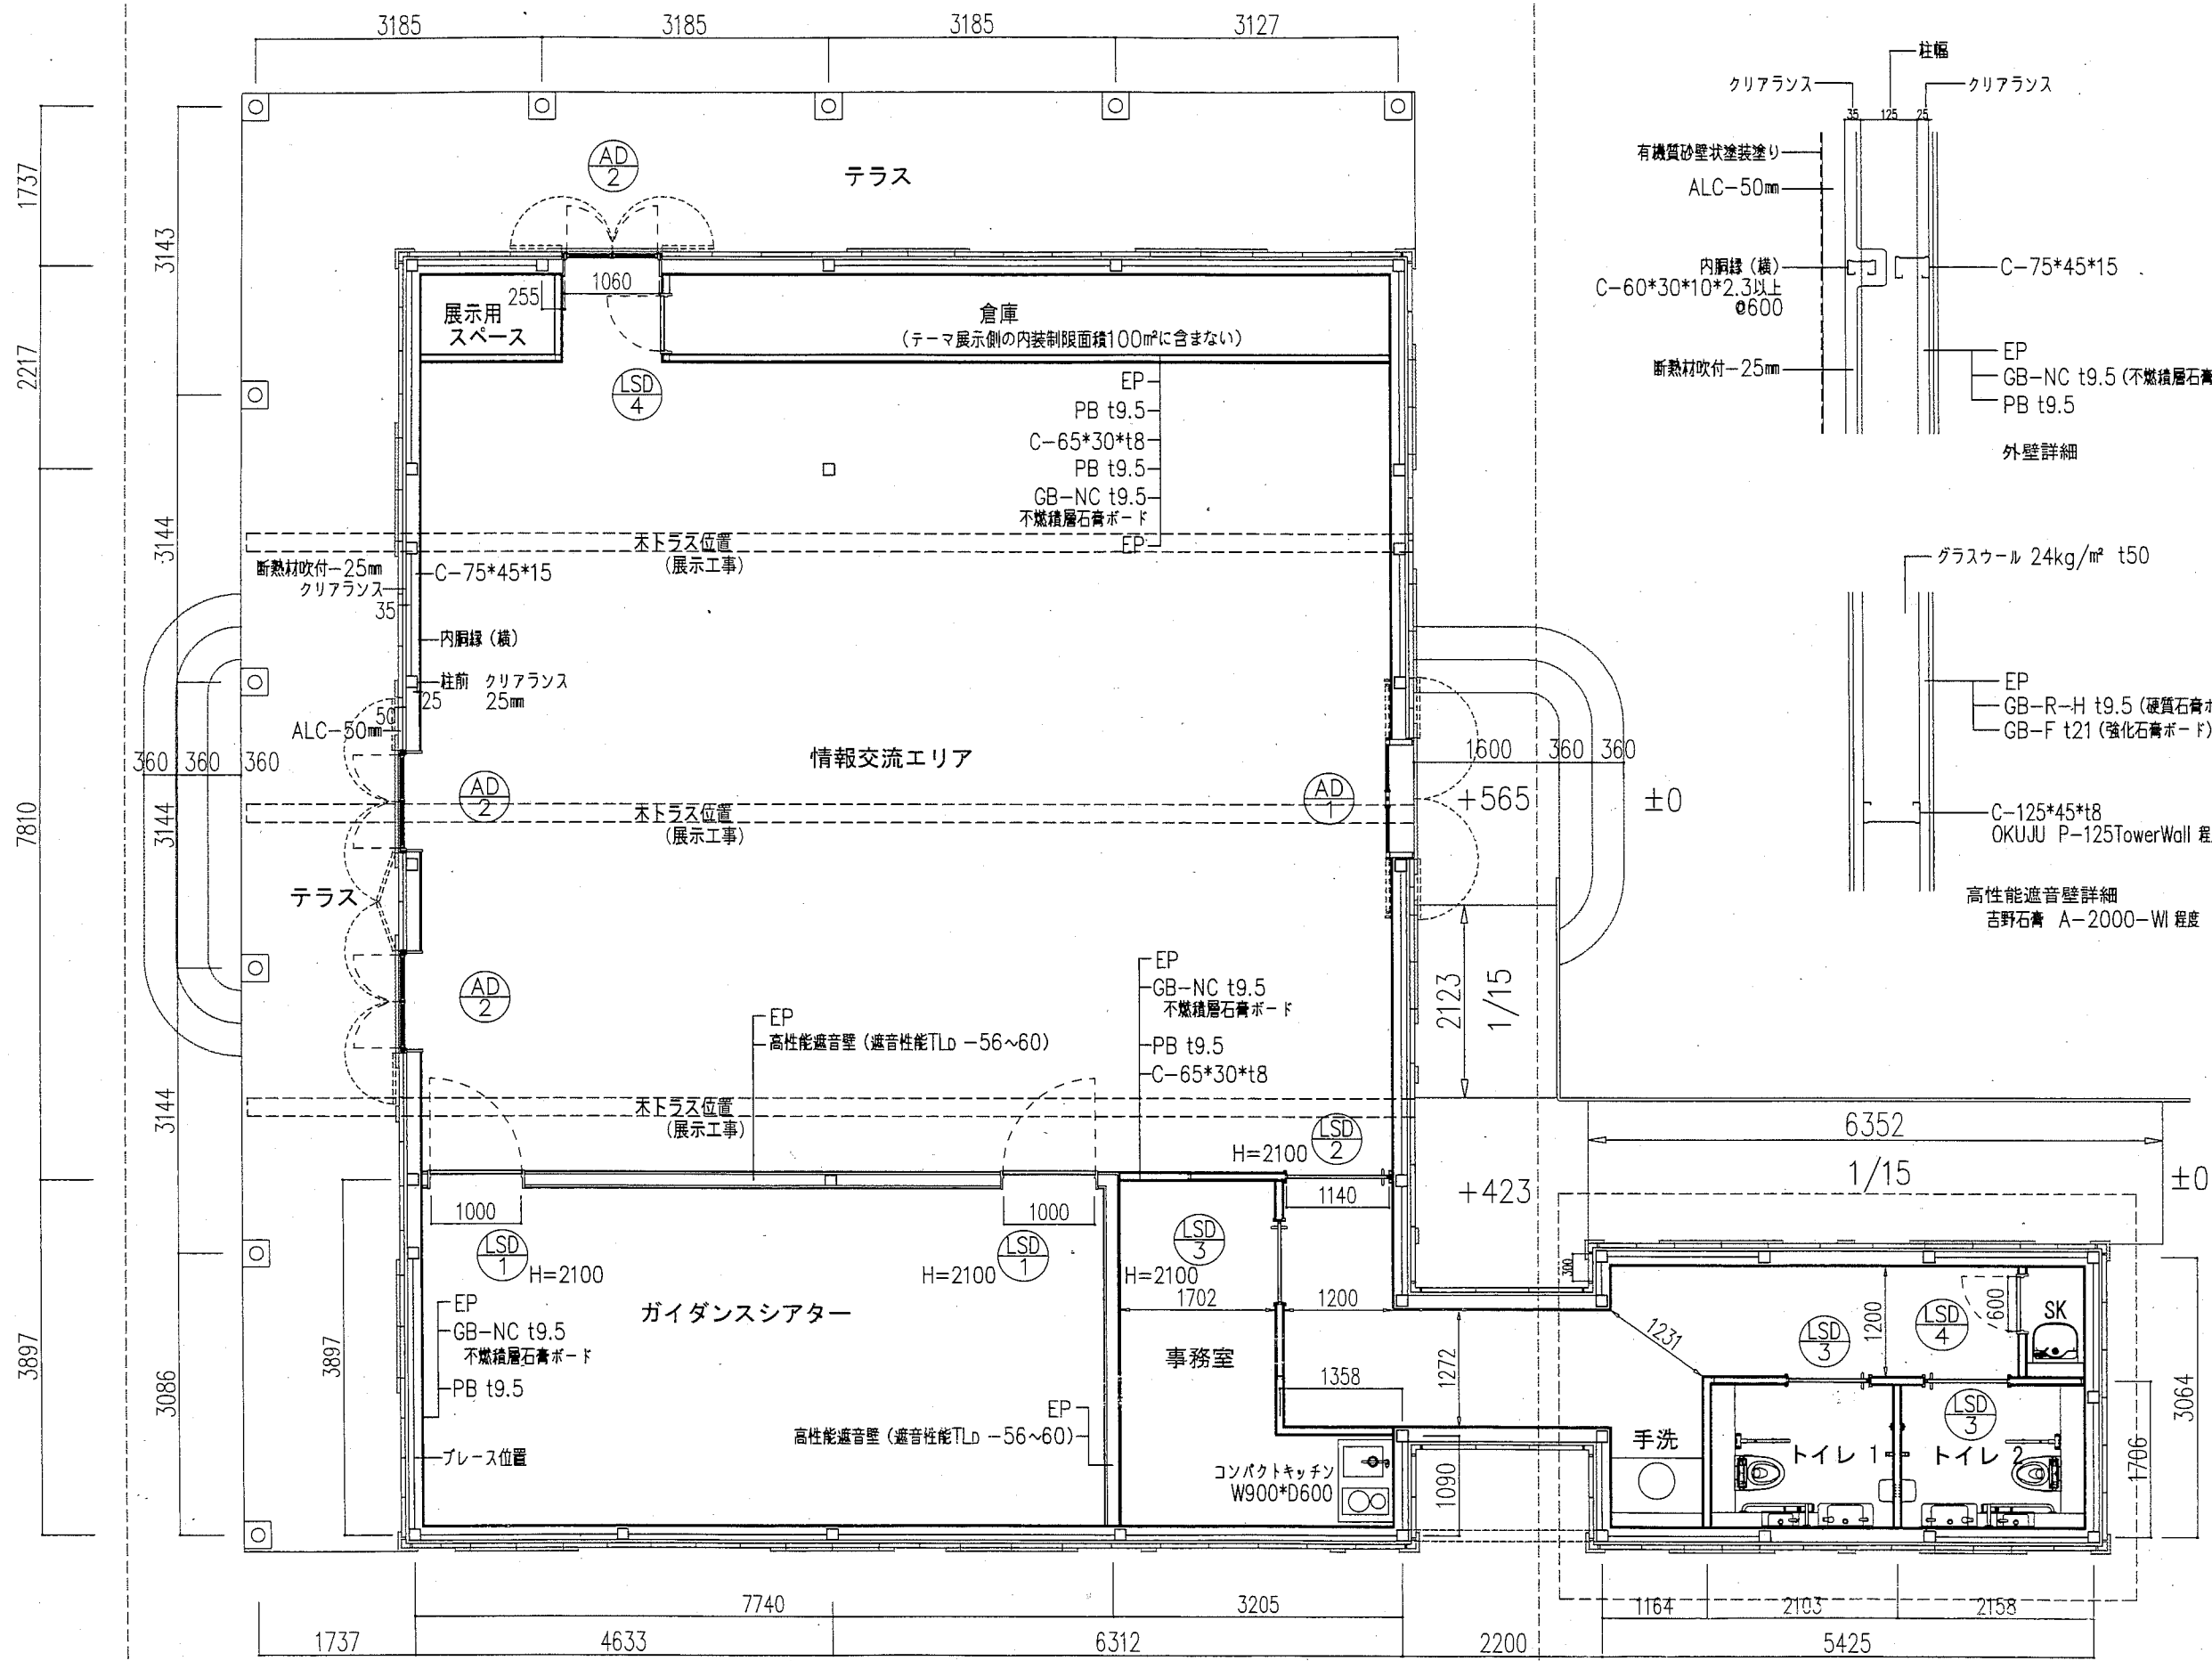 3185
3185
3185
3127
1737
2217
7810
3897
3143
3144
3144
3144
3086
AD
2
テラス
255
1060
展示用
スペース
倉庫
(テーマ展示側の内装制限面積100㎡に含まない)
LSD
4
EP
PB t9.5
C-65*30*t8
PB t9.5
GB-NC t9.5
不燃積層石膏ボード
EP
木トラス位置
(展示工事)
断熱材吹付-25㎜
クリアランス
35
C-75*45*15
内胴縁（横）
柱前 クリアランス
25㎜
25
50
ALC-50㎜
360
360
360
AD
2
情報交流エリア
AD
1
木トラス位置
(展示工事)
テラス
AD
2
1600
360
360
+565
±0
2123
1/15
EP
高性能遮音壁（遮音性能TLD -56~60）
EP
GB-NC t9.5
不燃積層石膏ボード
PB t9.5
C-65*30*t8
木トラス位置
(展示工事)
LSD
2
H=2100
1140
+423
6352
1/15
±0
1000
LSD
1
H=2100
1000
LSD
1
H=2100
LSD
3
H=2100
1702
1200
ガイダンスシアター
EP
GB-NC t9.5
不燃積層石膏ボード
PB t9.5
3897
ブレース位置
EP
高性能遮音壁（遮音性能TLD -56~60）
事務室
1358
1272
コンパクトキッチン
W900*D600
1090
300
1231
LSD
3
1200
LSD
4
600
SK
3064
手洗
トイレ 1
LSD
3
トイレ 2
1706
7740
3205
1164
2103
2158
1737
4633
6312
2200
5425
柱幅
クリアランス
クリアランス
35
125
25
有機質砂壁状塗装塗り
ALC-50㎜
内胴縁（横）
C-60*30*10*2.3以上
@600
C-75*45*15
断熱材吹付-25㎜
EP
GB-NC t9.5（不燃積層石膏
PB t9.5
外壁詳細
グラスウール 24kg/㎡ t50
EP
GB-R-H t9.5（硬質石膏ボ
GB-F t21（強化石膏ボード）
C-125*45*t8
OKUJU P-125TowerWall 程
高性能遮音壁詳細
吉野石膏 A-2000-WI 程度